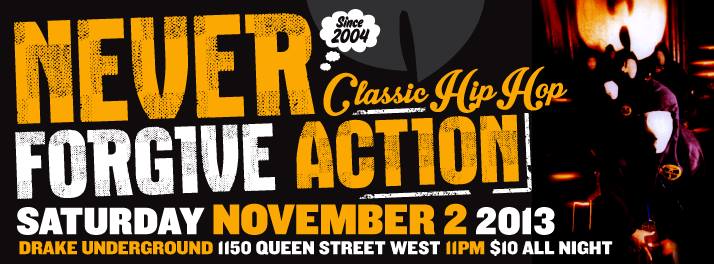 NEVER
Since
2004
Classic Hip Hop
FORGIVE ACTION
SATURDAY NOVEMBER 2 2013
DRAKE UNDERGROUND 1150 QUEEN STREET WEST 11PM $10 ALL NIGHT